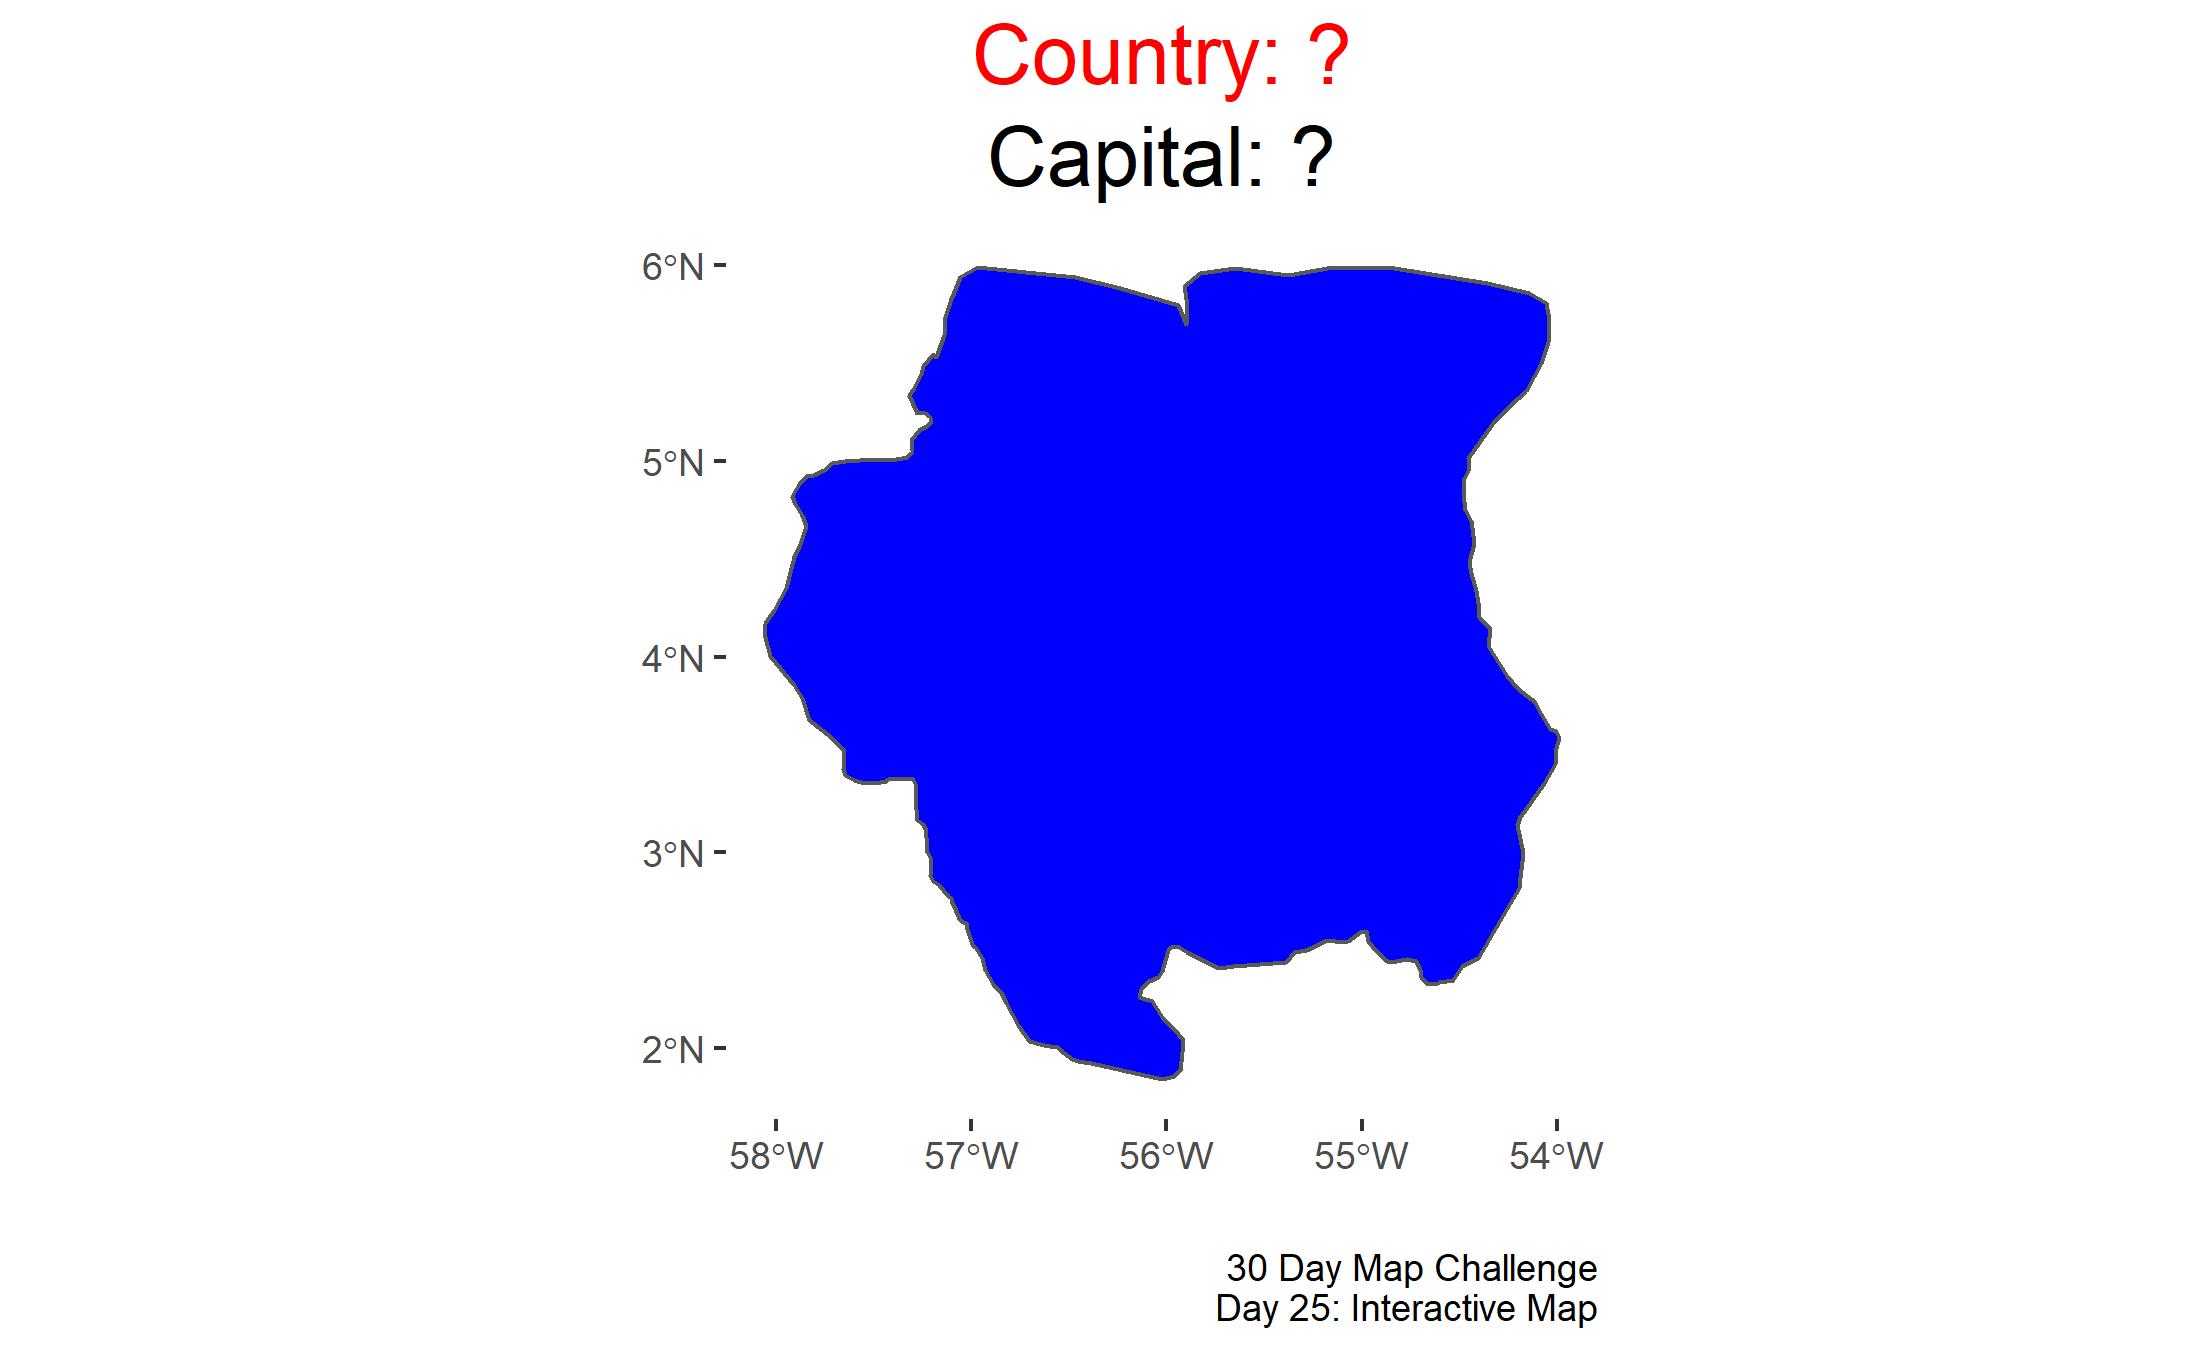 Country: ?
Capital: ?
6°N
5°N
4°N
3°N
2°N
58°W 57°W 56°W 55°W 54°W
30 Day Map Challenge
Day 25: Interactive Map